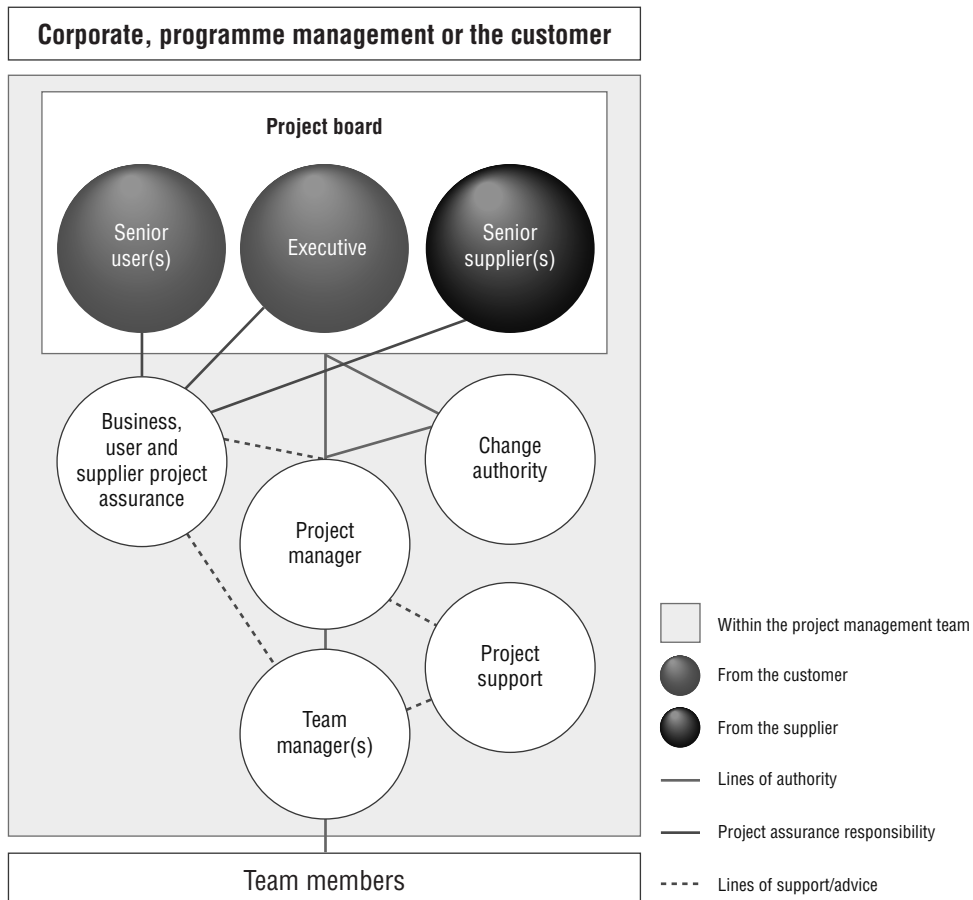 Corporate, programme management or the customer
Project board
Senior
user(s)
Executive
Senior
supplier(s)
Business,
user and
supplier project
assurance
Change
authority
Project
manager
Project
support
Team
manager(s)
Team members
Within the project management team
From the customer
From the supplier
Lines of authority
Project assurance responsibility
Lines of support/advice